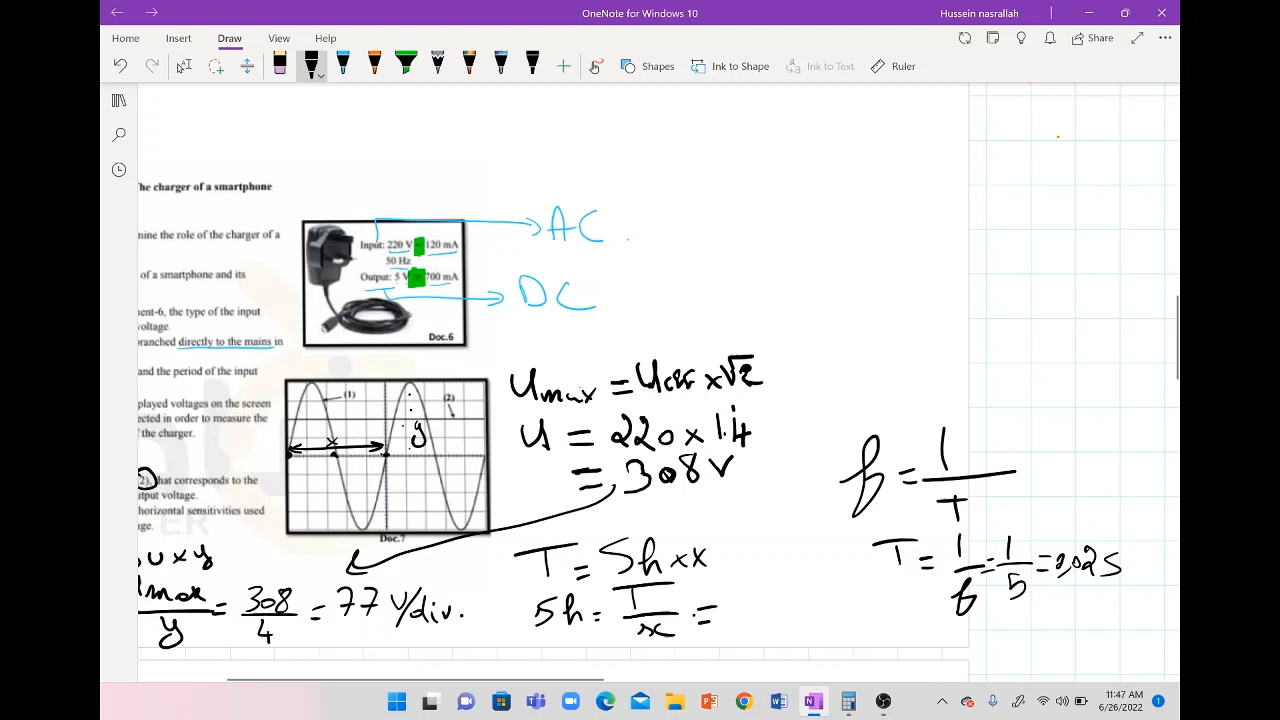 OneNote for Windows 10
Hussein nasrallah
Home Insert Draw View Help
Share
Shapes Ink to Shape Ink to Text Ruler
he charger of a smartphone
mine the role of the charger of a
of a smartphone and its
ent-6, the type of the input
voltage.
branched directly to the mains in
and the period of the input
played voltages on the screen
ected in order to measure the
the charger.
(2), that corresponds to the
tput voltage.
horizontal sensitivities used
ge.
Input: 220 V 120 mA
50 Hz
Output: 5 V 700 mA
Doc.6
AC
DC
(1)
(2)
x
y
Doc.7
Umax = Ueff × √2
U = 220 × 1.4
= 308 V
f = 1/T
T = Sh × x
T = 1/f = 1/5 = 0,02 S
Sh = T/x =
U × y
max/y = 308/4 = 77 V/div.
11:47 AM
6/26/2022
1